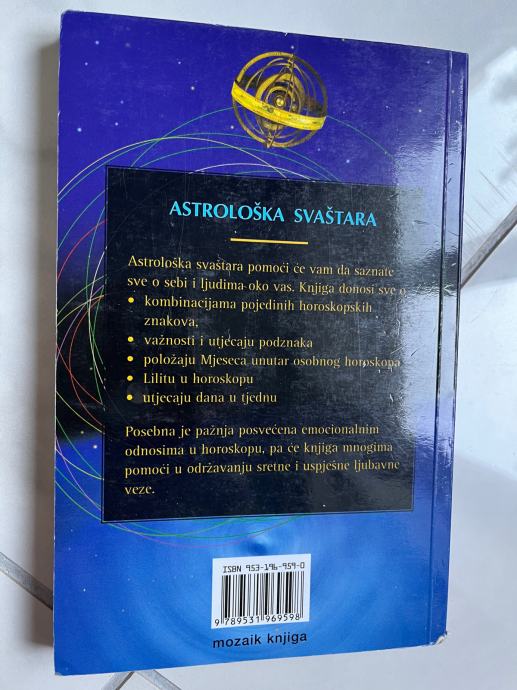 ASTROLOŠKA SVAŠTARA
Astrološka svaštara pomoći će vam da saznate
sve o sebi i ljudima oko vas. Knjiga donosi sve o
• kombinacijama pojedinih horoskopskih
znakova,
• važnosti i utjecaju podznaka
• položaju Mjeseca unutar osobnog horoskopa
• Lilitu u horoskopu
• utjecaju dana u tjednu
Posebna je pažnja posvećena emocionalnim
odnosima u horoskopu, pa će knjiga mnogima
pomoći u održavanju sretne i uspješne ljubavne
veze.
ISBN 953-196-959-0
9 789531 969598
mozaik knjiga